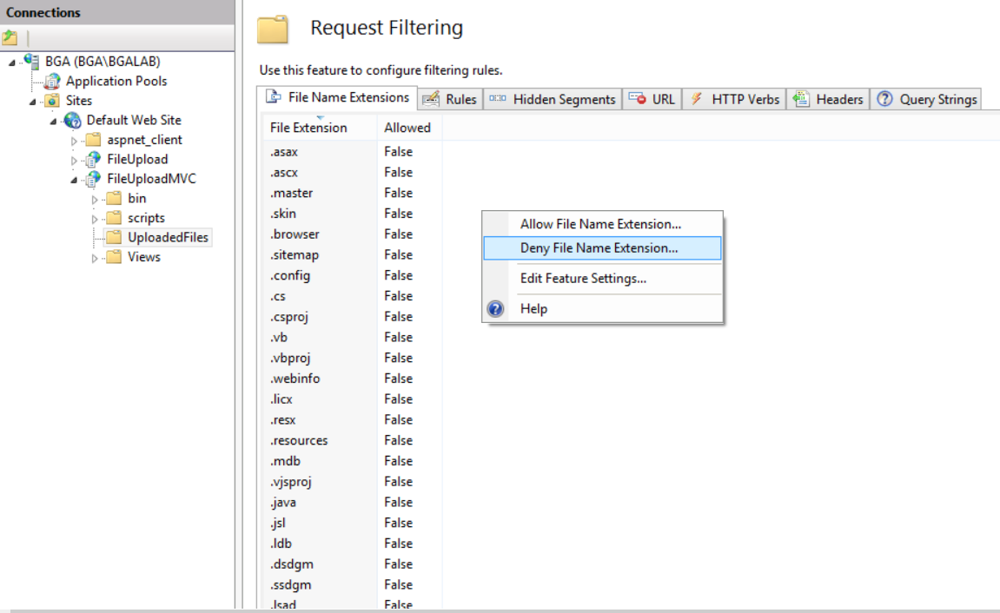 Connections
BGA (BGA\BGALAB)
Application Pools
Sites
Default Web Site
aspnet_client
FileUpload
FileUploadMVC
bin
scripts
UploadedFiles
Views
Request Filtering
Use this feature to configure filtering rules.
File Name Extensions Rules Hidden Segments URL HTTP Verbs Headers Query Strings
File Extension Allowed
.asax False
.ascx False
.master False
.skin False
.browser False
.sitemap False
.config False
.cs False
.csproj False
.vb False
.vbproj False
.webinfo False
.licx False
.resx False
.resources False
.mdb False
.vjsproj False
.java False
.jsl False
.ldb False
.dsdgm False
.ssdgm False
.lsad False
Allow File Name Extension...
Deny File Name Extension...
Edit Feature Settings...
Help